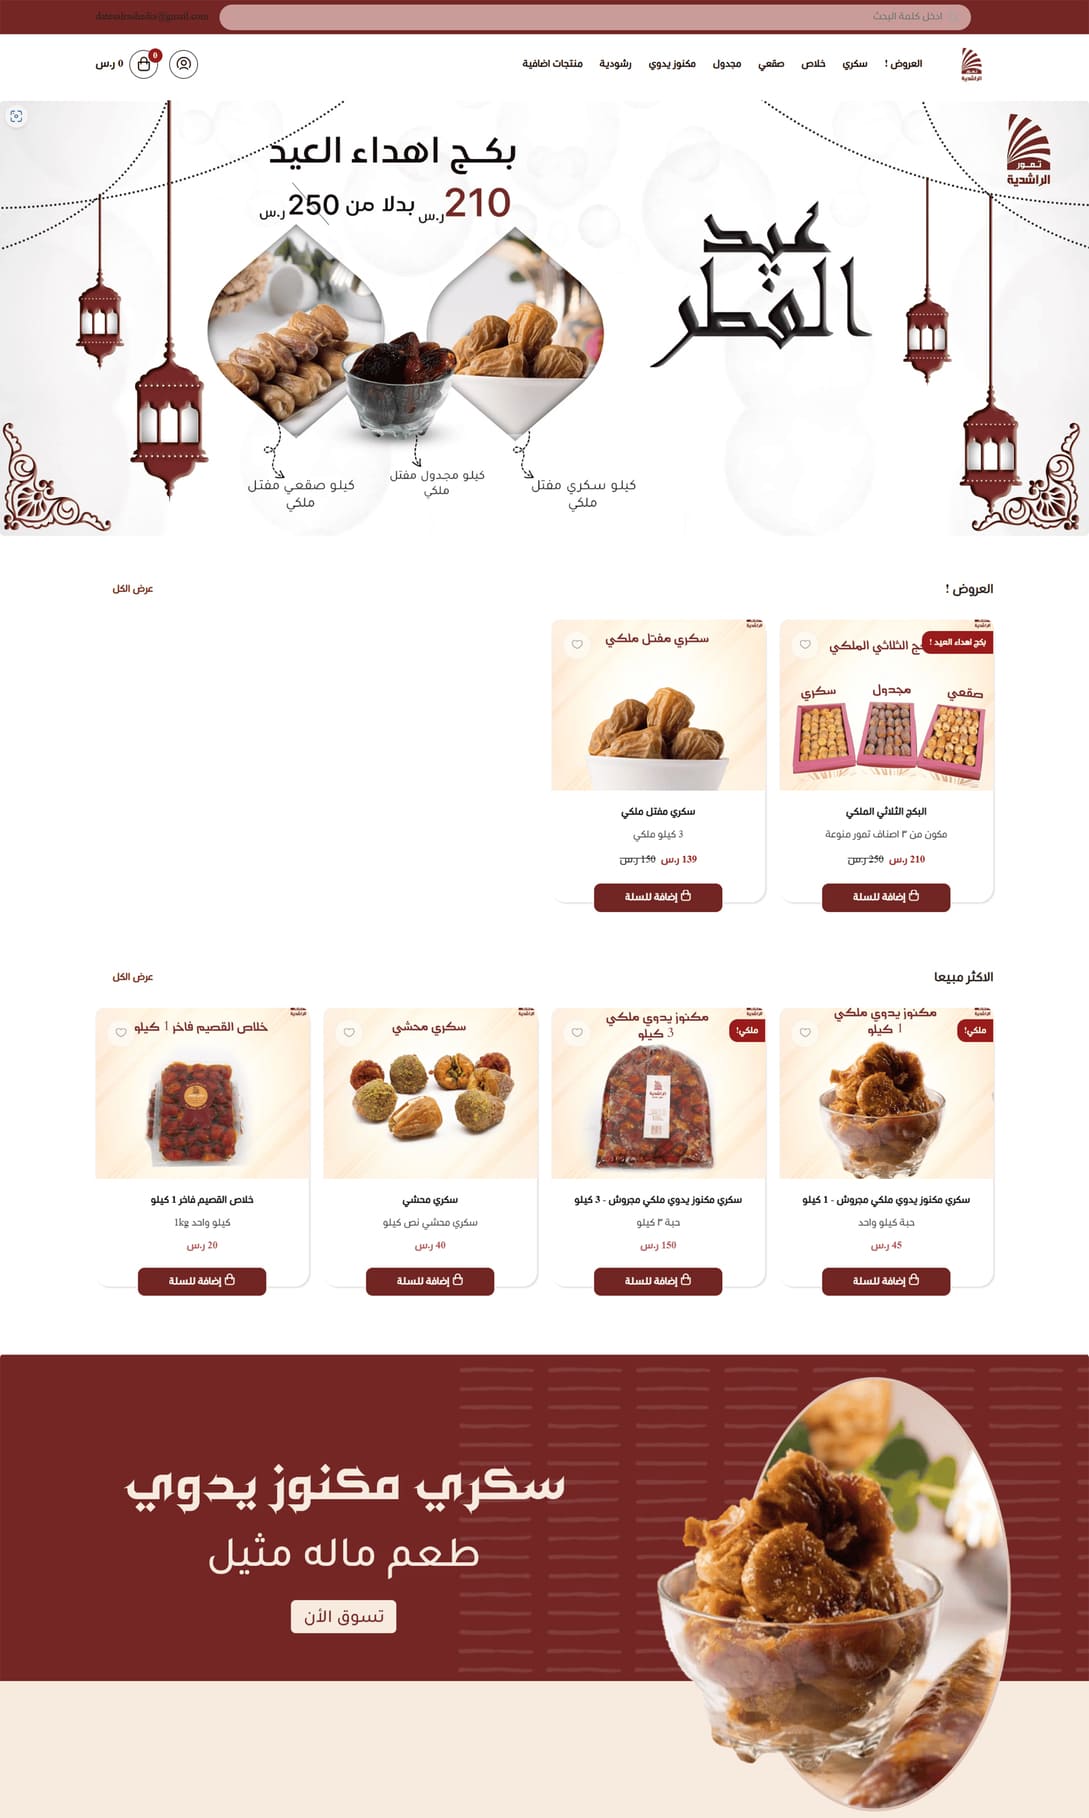 ادخل كلمة البحث
datesalrashadia@gmail.com
الراشدية
العروض !
سكري
خلاص
صقعي
مجدول
مكنوز يدوي
رشودية
منتجات اضافية
0
0 ر.س
تمور
الراشدية
بكج اهداء العيد
210 ر.س بدلا من 250 ر.س
عيد
الفطر
كيلو سكري مفتل
ملكي
كيلو مجدول مفتل
ملكي
كيلو صقعي مفتل
ملكي
العروض !
عرض الكل
بكج اهداء العيد !
الثلاثي الملكي
صقعي
مجدول
سكري
البكج الثلاثي الملكي
مكون من ٣ اصناف تمور منوعة
210 ر.س 250 ر.س
إضافة للسلة
سكري مفتل ملكي
سكري مفتل ملكي
3 كيلو ملكي
139 ر.س 150 ر.س
إضافة للسلة
الاكثر مبيعا
عرض الكل
ملكي!
مكنوز يدوي ملكي
1 كيلو
سكري مكنوز يدوي ملكي مجروش - 1 كيلو
حبة كيلو واحد
45 ر.س
إضافة للسلة
ملكي!
مكنوز يدوي ملكي
3 كيلو
سكري مكنوز يدوي ملكي مجروش - 3 كيلو
حبة ٣ كيلو
150 ر.س
إضافة للسلة
سكري محشي
سكري محشي
سكري محشي نص كيلو
40 ر.س
إضافة للسلة
خلاص القصيم فاخر 1 كيلو
خلاص القصيم فاخر 1 كيلو
كيلو واحد 1kg
20 ر.س
إضافة للسلة
سكري مكنوز يدوي
طعم ماله مثيل
تسوق الأن